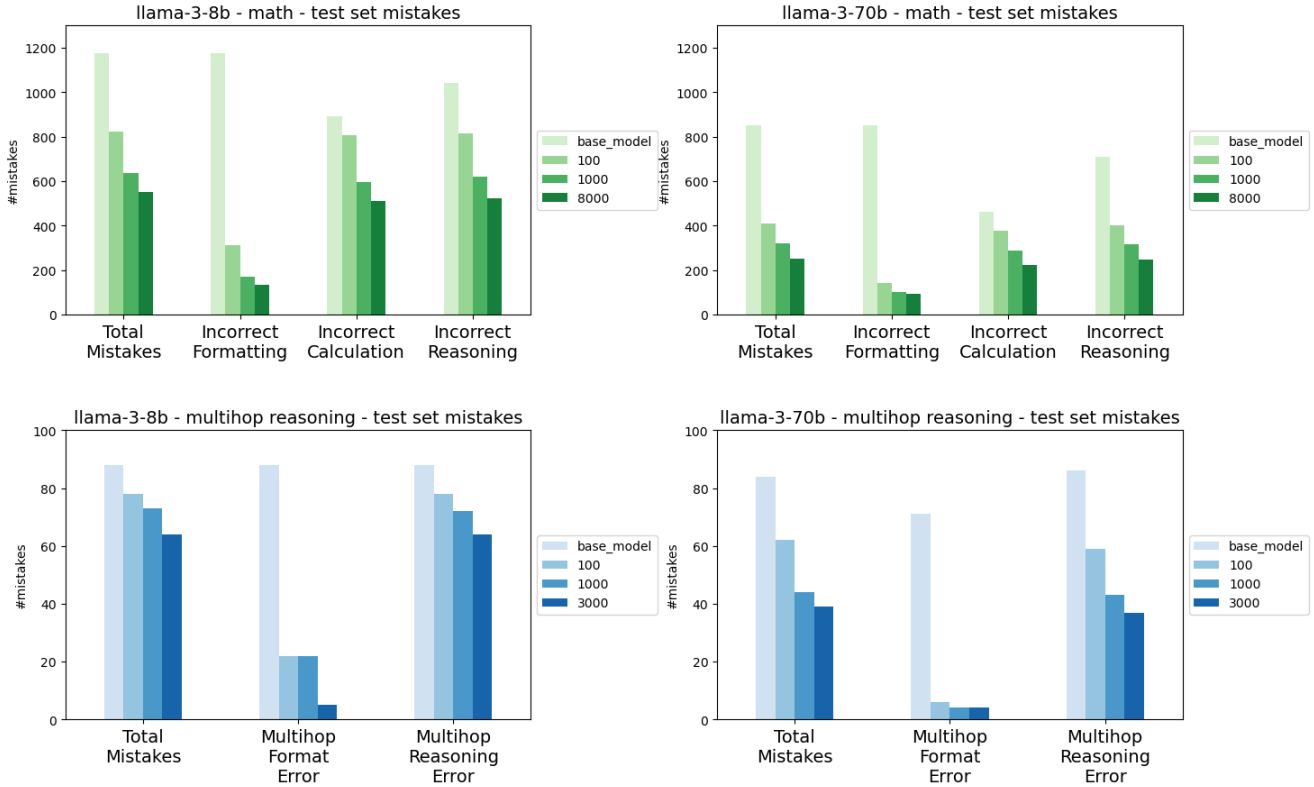 llama-3-8b - math - test set mistakes
#mistakes
1200
1000
800
600
400
200
0
Total
Mistakes
Incorrect
Formatting
Incorrect
Calculation
Incorrect
Reasoning
base_model
100
1000
8000
llama-3-70b - math - test set mistakes
#mistakes
1200
1000
800
600
400
200
0
Total
Mistakes
Incorrect
Formatting
Incorrect
Calculation
Incorrect
Reasoning
base_model
100
1000
8000
llama-3-8b - multihop reasoning - test set mistakes
#mistakes
100
80
60
40
20
0
Total
Mistakes
Multihop
Format
Error
Multihop
Reasoning
Error
base_model
100
1000
3000
llama-3-70b - multihop reasoning - test set mistakes
#mistakes
100
80
60
40
20
0
Total
Mistakes
Multihop
Format
Error
Multihop
Reasoning
Error
base_model
100
1000
3000